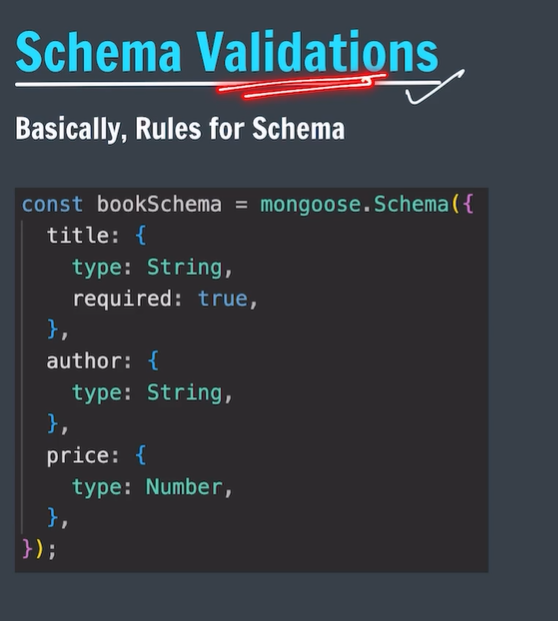 Schema Validations
Basically, Rules for Schema
const bookSchema = mongoose.Schema({
  title: {
    type: String,
    required: true,
  },
  author: {
    type: String,
  },
  price: {
    type: Number,
  },
});